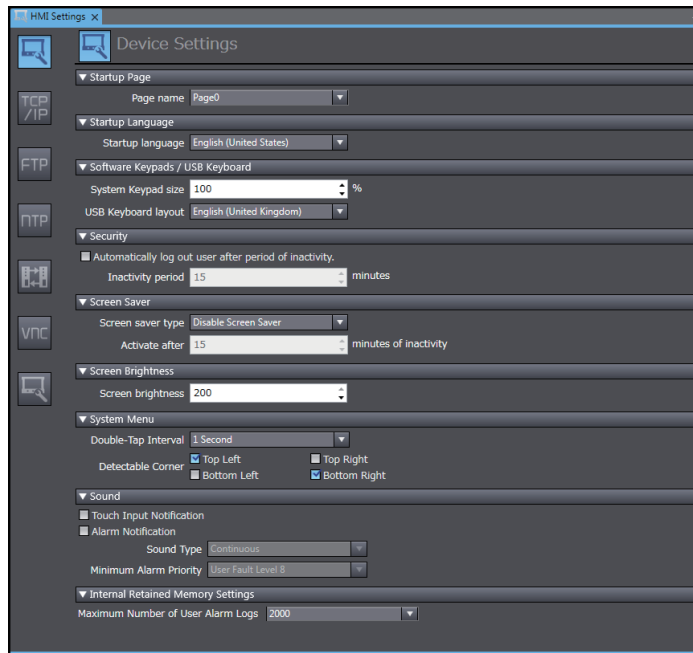 HMI Settings x
Device Settings
▼ Startup Page
Page name Page0
TCP
/IP
▼ Startup Language
Startup language English (United States)
FTP
▼ Software Keypads / USB Keyboard
System Keypad size 100 %
USB Keyboard layout English (United Kingdom)
NTP
▼ Security
Automatically log out user after period of inactivity.
Inactivity period 15 minutes
▼ Screen Saver
Screen saver type Disable Screen Saver
VNC
Activate after 15 minutes of inactivity
▼ Screen Brightness
Screen brightness 200
▼ System Menu
Double-Tap Interval 1 Second
Detectable Corner
Top Left Top Right
Bottom Left Bottom Right
▼ Sound
Touch Input Notification
Alarm Notification
Sound Type Continuous
Minimum Alarm Priority User Fault Level 8
▼ Internal Retained Memory Settings
Maximum Number of User Alarm Logs 2000